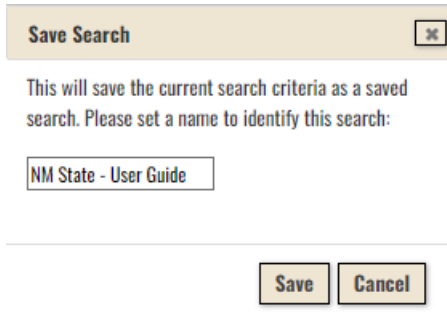 Save Search
This will save the current search criteria as a saved
search. Please set a name to identify this search:
NM State - User Guide
Save Cancel